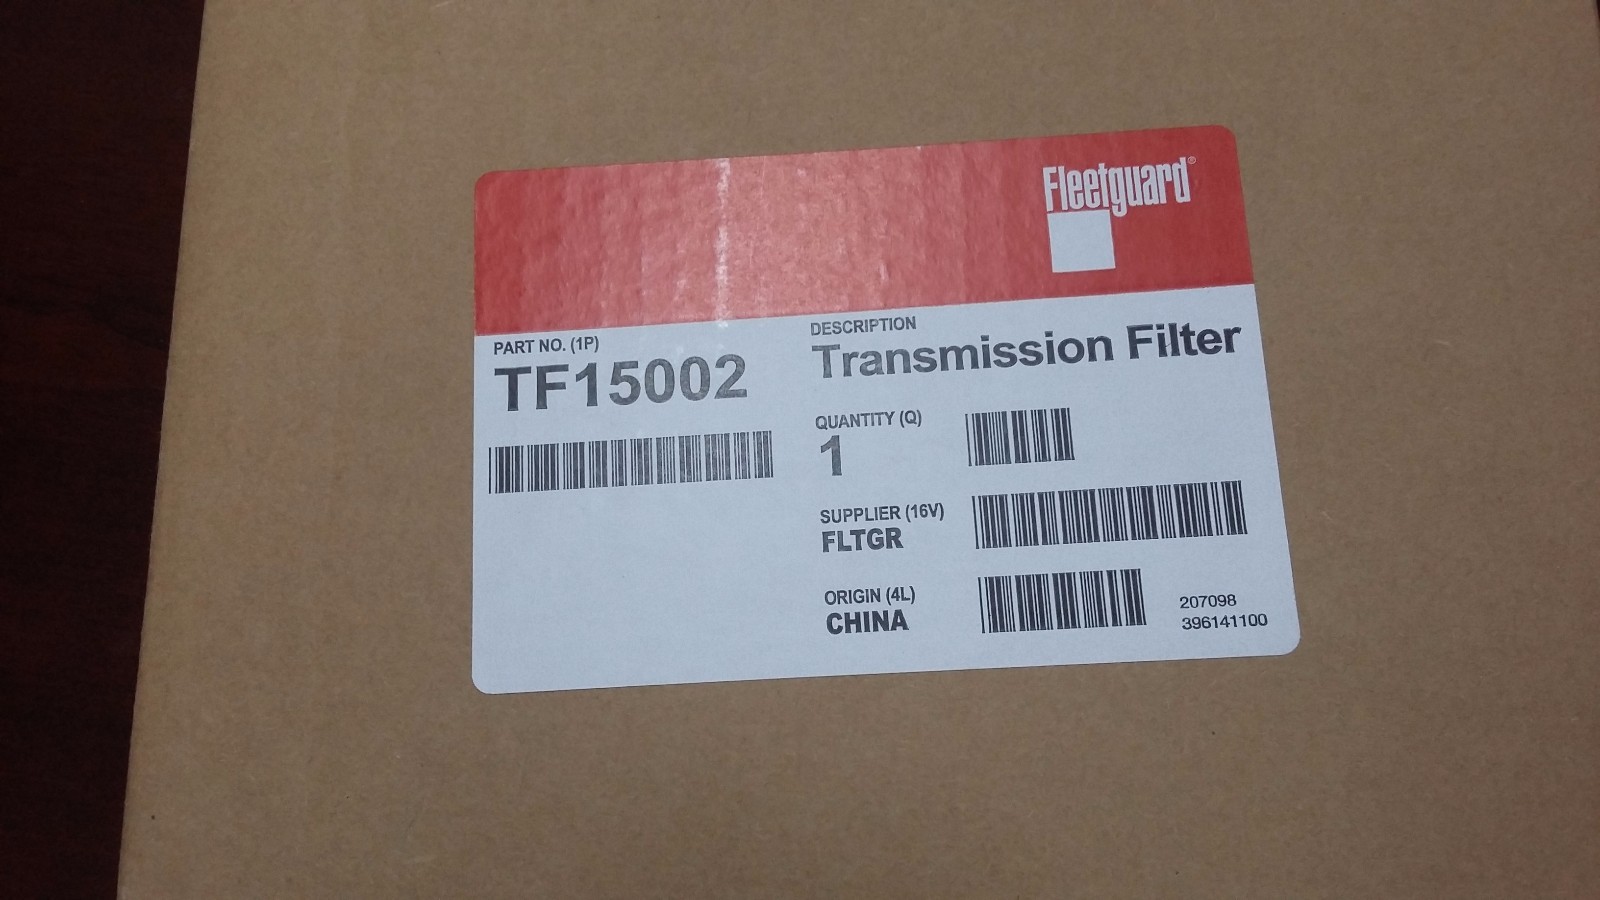 Fleetguard®
PART NO. (1P)
TF15002
DESCRIPTION
Transmission Filter
QUANTITY (Q)
1
SUPPLIER (16V)
FLTGR
ORIGIN (4L)
CHINA
207098
396141100